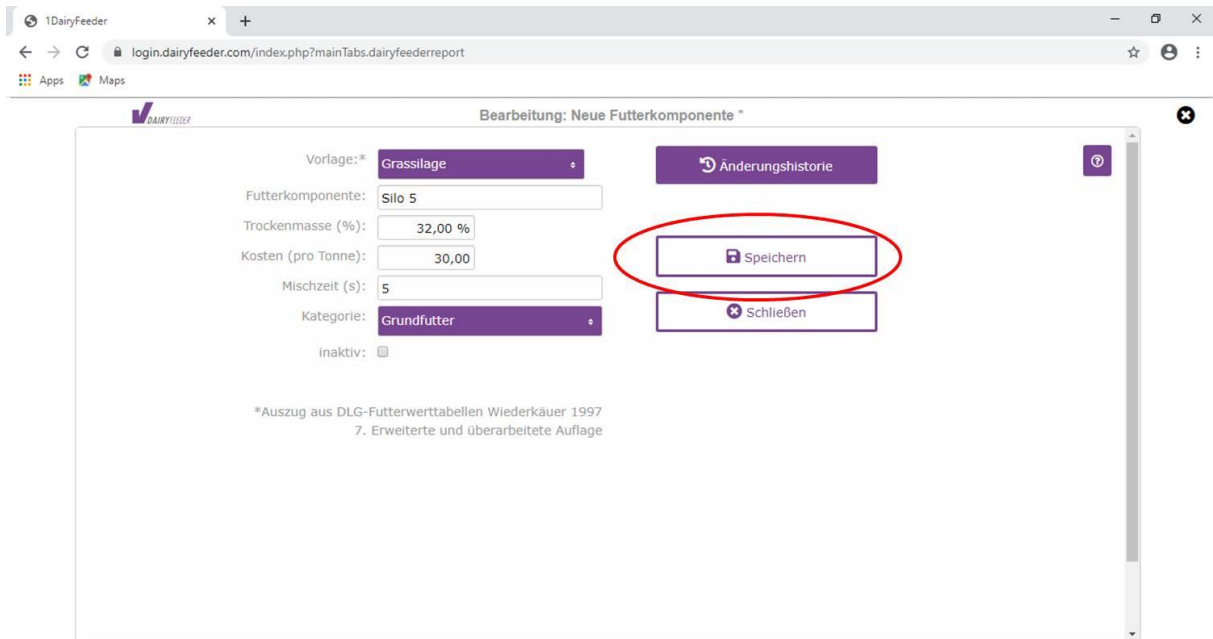 1DairyFeeder
login.dairyfeeder.com/index.php?mainTabs.dairyfeederreport
Apps Maps
DAIRYFEEDER
Bearbeitung: Neue Futterkomponente *
Vorlage:* Grassilage
Änderungshistorie
Futterkomponente: Silo 5
Trockenmasse (%): 32,00 %
Kosten (pro Tonne): 30,00
Speichern
Mischzeit (s): 5
Kategorie: Grundfutter
Schließen
inaktiv:
*Auszug aus DLG-Futterwerttabellen Wiederkäuer 1997
7. Erweiterte und überarbeitete Auflage